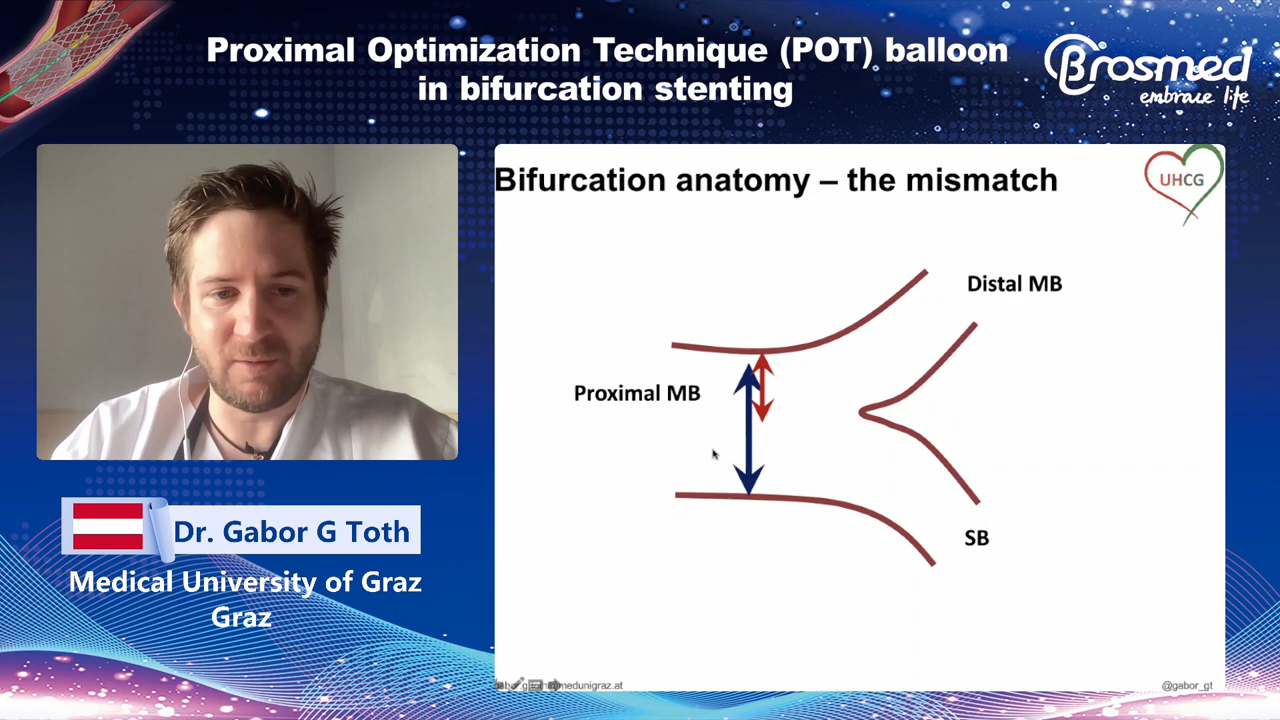 Proximal Optimization Technique (POT) balloon
in bifurcation stenting
Brosmed
embrace life
Bifurcation anatomy – the mismatch
UHCG
Distal MB
Proximal MB
SB
Dr. Gabor G Toth
Medical University of Graz
Graz
@gabor_gt